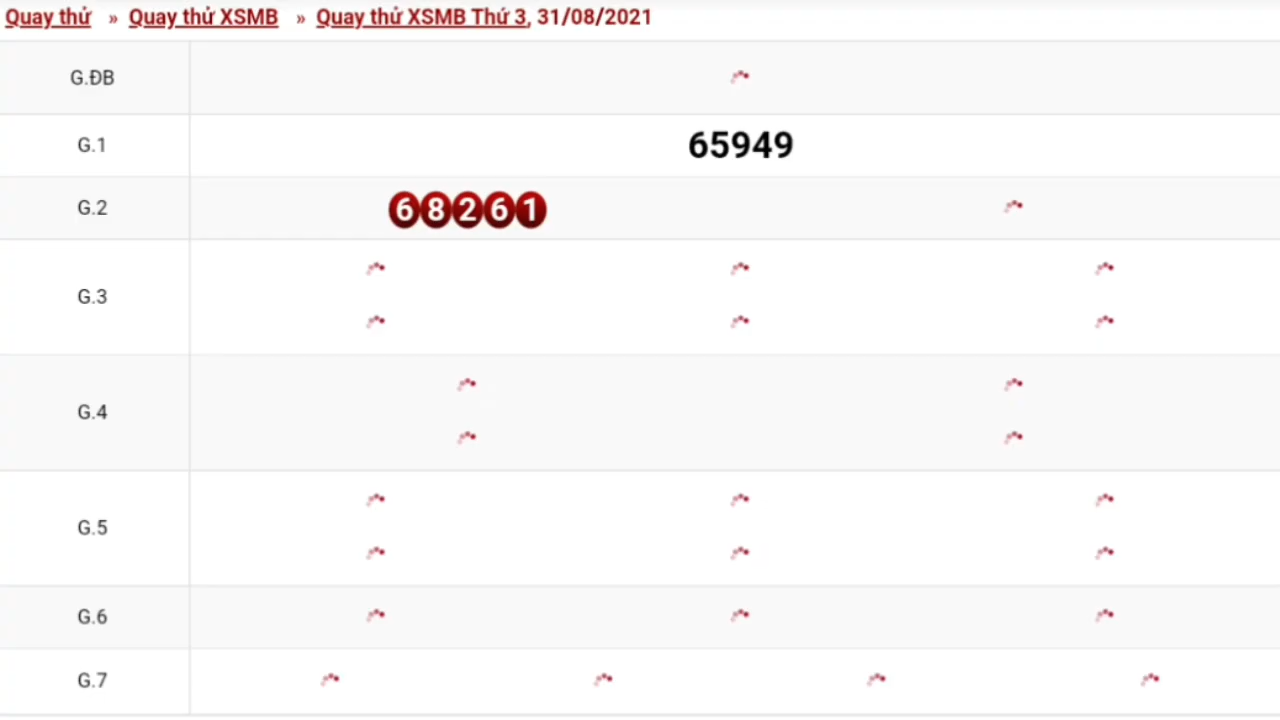 Quay thử » Quay thử XSMB » Quay thử XSMB Thứ 3, 31/08/2021
G.ĐB
G.1 65949
G.2 68261
G.3
G.4
G.5
G.6
G.7